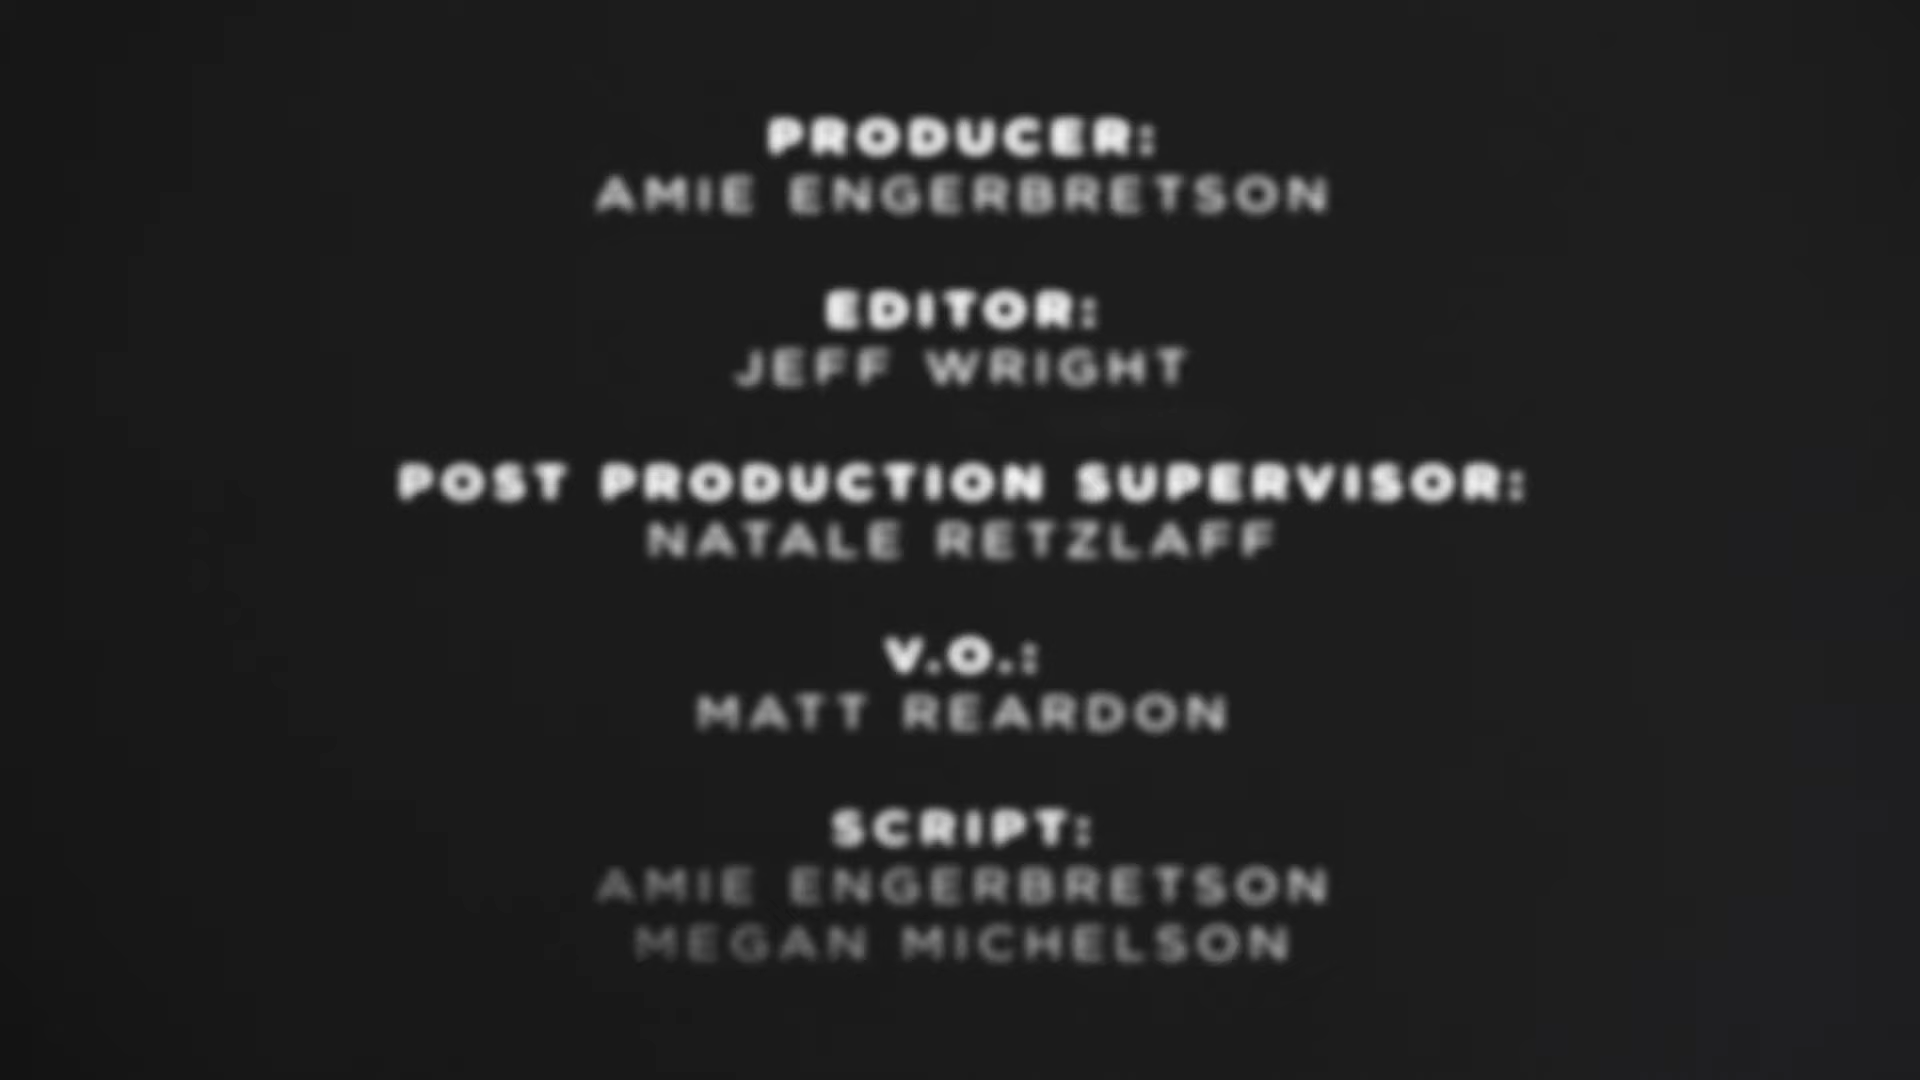 PRODUCER:
AMIE ENGERBRETSON
EDITOR:
JEFF WRIGHT
POST PRODUCTION SUPERVISOR:
NATALE RETZLAFF
V.O.:
MATT REARDON
SCRIPT:
AMIE ENGERBRETSON
MEGAN MICHELSON